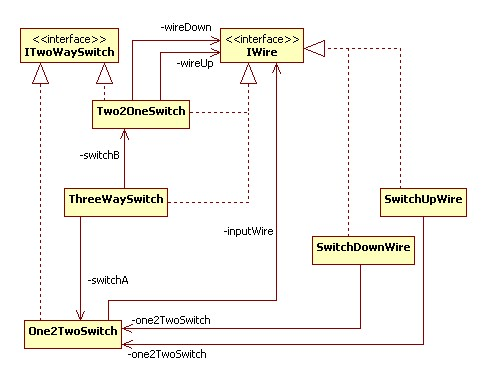 -wireDown
<<interface>>
ITwoWaySwitch
<<interface>>
IWire
-wireUp
Two2OneSwitch
-switchB
ThreeWaySwitch
SwitchUpWire
-inputWire
SwitchDownWire
-switchA
-one2TwoSwitch
One2TwoSwitch
-one2TwoSwitch